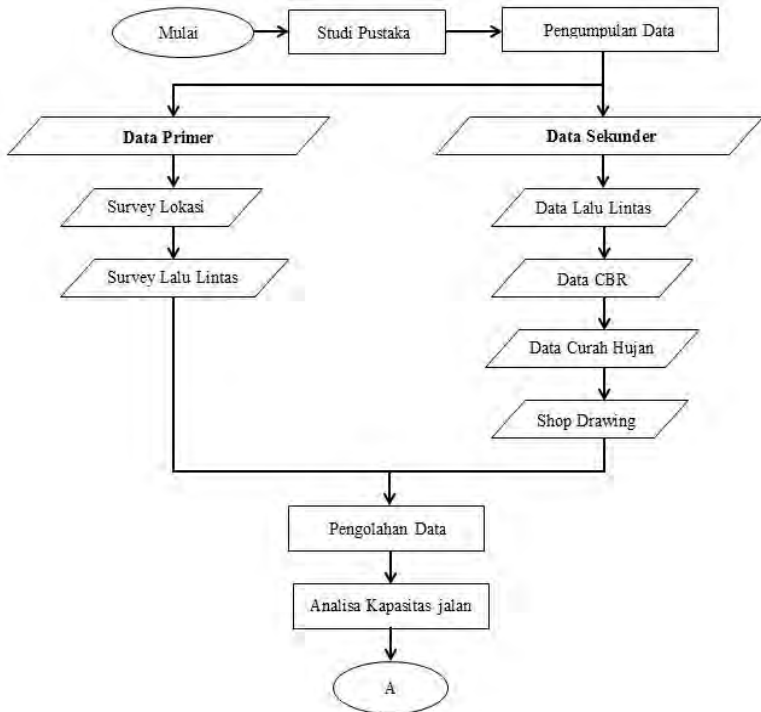 Mulai
Studi Pustaka
Pengumpulan Data
Data Primer
Data Sekunder
Survey Lokasi
Data Lalu Lintas
Survey Lalu Lintas
Data CBR
Data Curah Hujan
Shop Drawing
Pengolahan Data
Analisa Kapasitas jalan
A